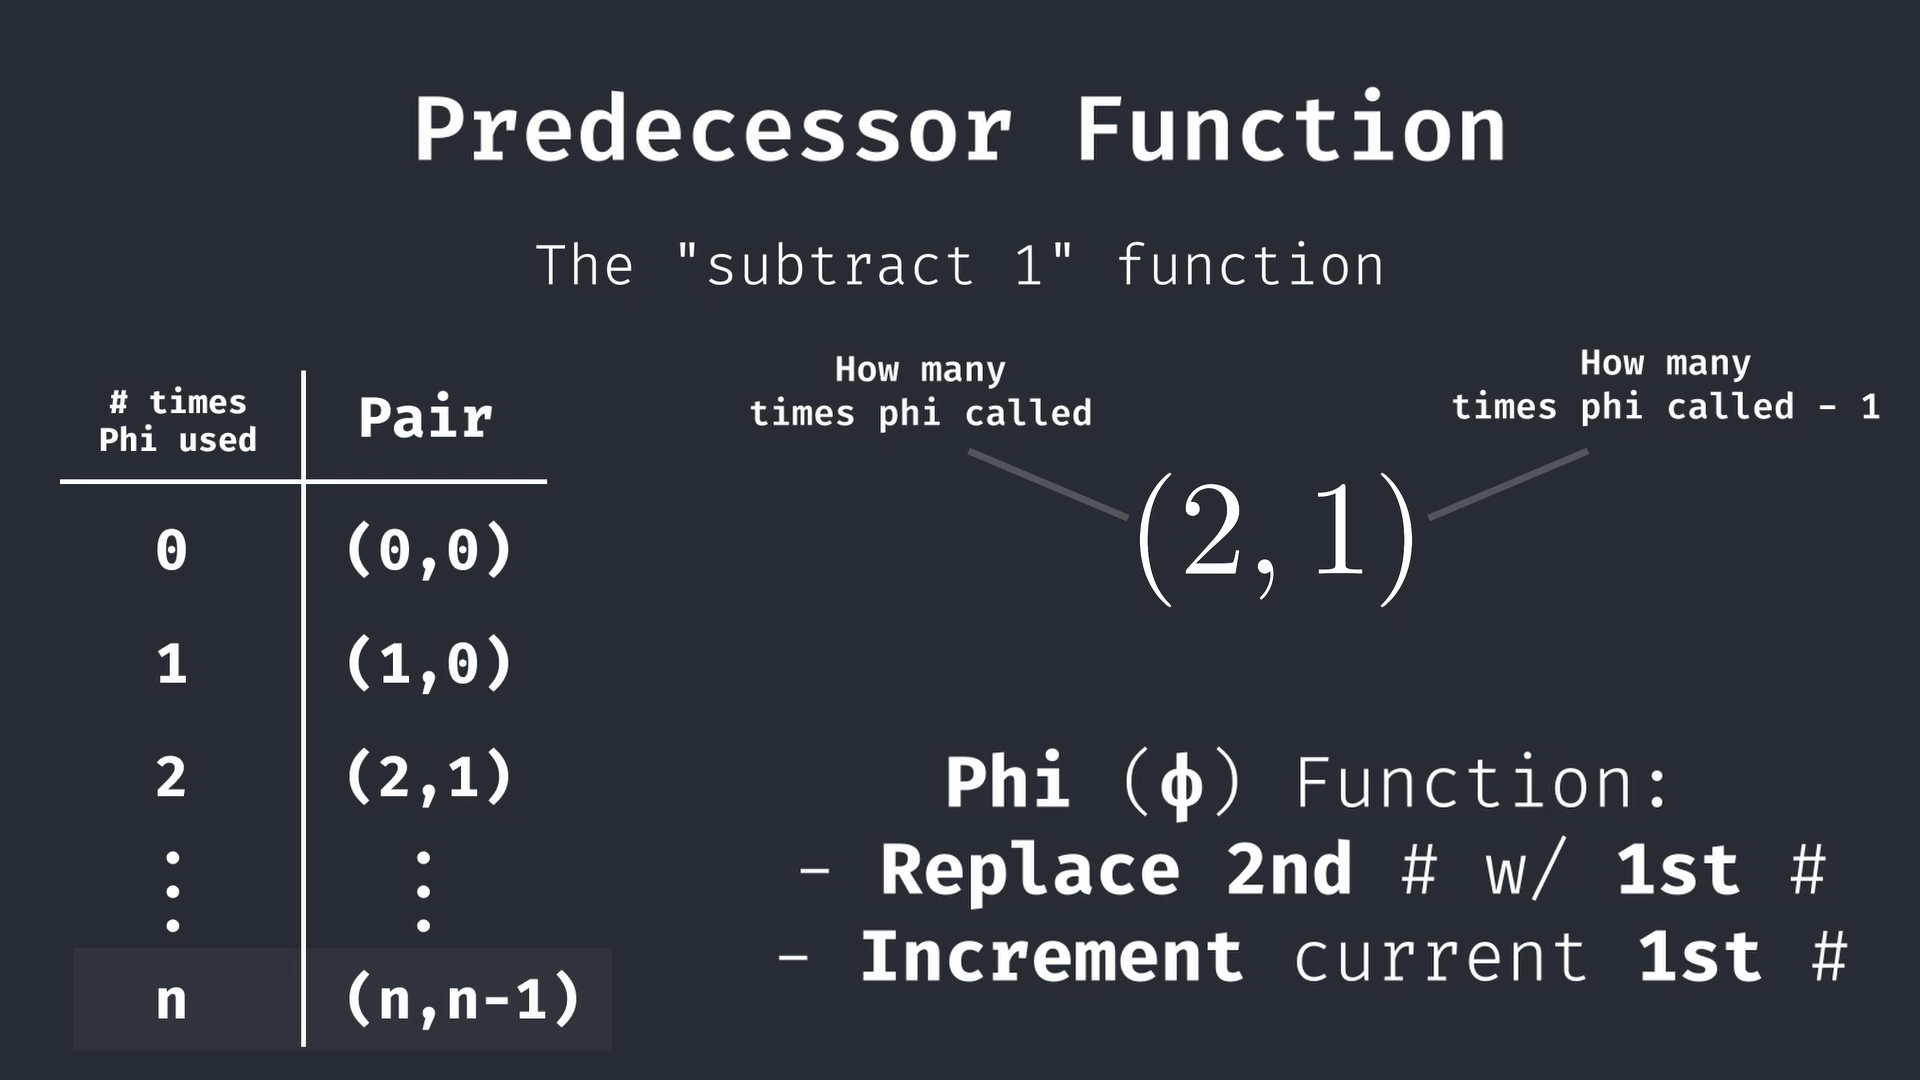 Predecessor Function
The "subtract 1" function
# times
Phi used
Pair
0
(0,0)
1
(1,0)
2
(2,1)
n
(n,n-1)
How many
times phi called
How many
times phi called - 1
(2, 1)
Phi (ϕ) Function:
- Replace 2nd # w/ 1st #
- Increment current 1st #